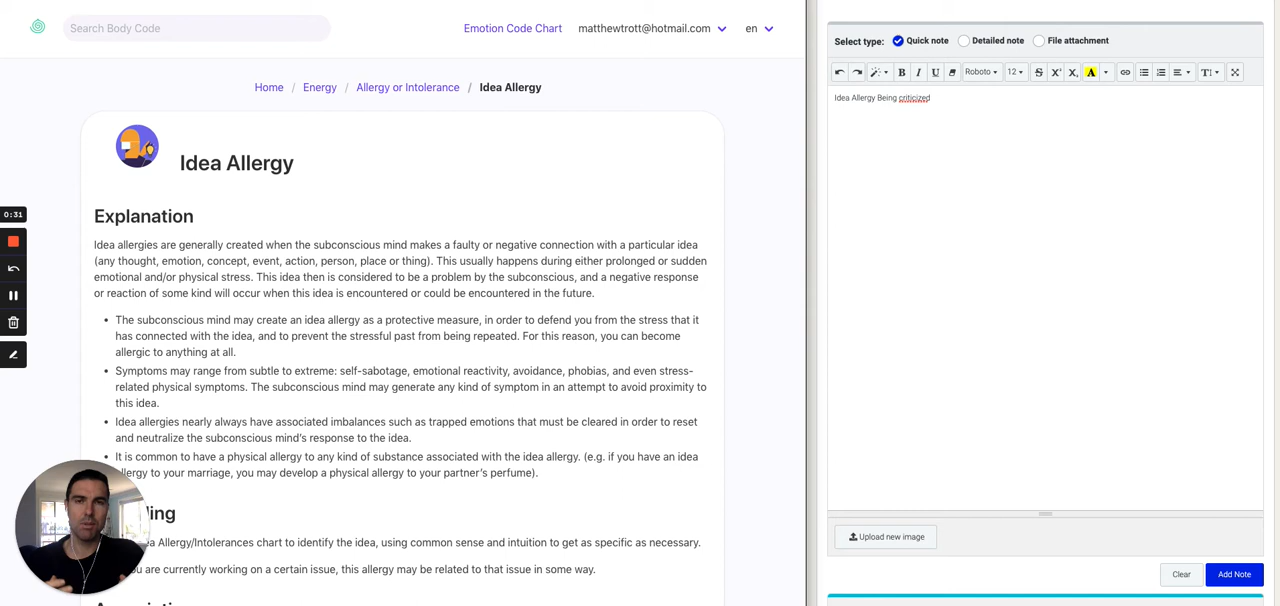 Search Body Code
Emotion Code Chart
matthewtrott@hotmail.com
en
Home / Energy / Allergy or Intolerance / Idea Allergy
Idea Allergy
Explanation
Idea allergies are generally created when the subconscious mind makes a faulty or negative connection with a particular idea
(any thought, emotion, concept, event, action, person, place or thing). This usually happens during either prolonged or sudden
emotional and/or physical stress. This idea then is considered to be a problem by the subconscious, and a negative response
or reaction of some kind will occur when this idea is encountered or could be encountered in the future.
• The subconscious mind may create an idea allergy as a protective measure, in order to defend you from the stress that it
has connected with the idea, and to prevent the stressful past from being repeated. For this reason, you can become
allergic to anything at all.
• Symptoms may range from subtle to extreme: self-sabotage, emotional reactivity, avoidance, phobias, and even stress-
related physical symptoms. The subconscious mind may generate any kind of symptom in an attempt to avoid proximity to
this idea.
• Idea allergies nearly always have associated imbalances such as trapped emotions that must be cleared in order to reset
and neutralize the subconscious mind's response to the idea.
• It is common to have a physical allergy to any kind of substance associated with the idea allergy. (e.g. if you have an idea
allergy to your marriage, you may develop a physical allergy to your partner's perfume).
ding
Allergy/Intolerances chart to identify the idea, using common sense and intuition to get as specific as necessary.
are currently working on a certain issue, this allergy may be related to that issue in some way.
0:31
Select type: Quick note Detailed note File attachment
B I U Roboto 12 S X² X₂ A T
Idea Allergy Being criticized
Upload new image
Clear
Add Note